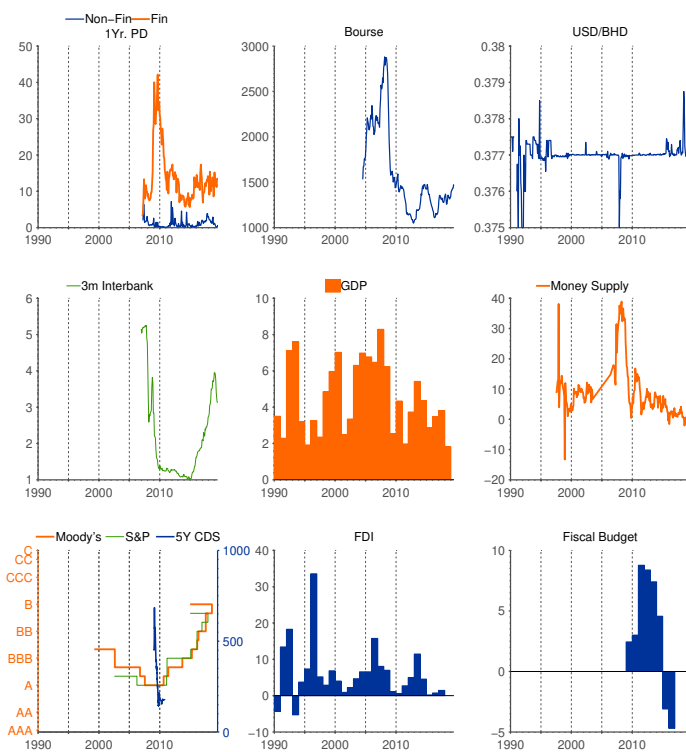 Non−Fin Fin
1Yr. PD
Bourse
USD/BHD
50
40
30
20
10
0
1990 2000 2010
3000
2500
2000
1500
1000
1990 2000 2010
0.38
0.379
0.378
0.377
0.376
0.375
1990 2000 2010
3m Interbank
GDP
Money Supply
6
5
4
3
2
1
1990 2000 2010
10
8
6
4
2
0
1990 2000 2010
40
30
20
10
0
−10
−20
1990 2000 2010
Moody's S&P 5Y CDS
FDI
Fiscal Budget
C
CC
CCC
B
BB
BBB
A
AA
AAA
1000
500
0
1990 2000 2010
40
30
20
10
0
−10
1990 2000 2010
10
5
0
−5
1990 2000 2010